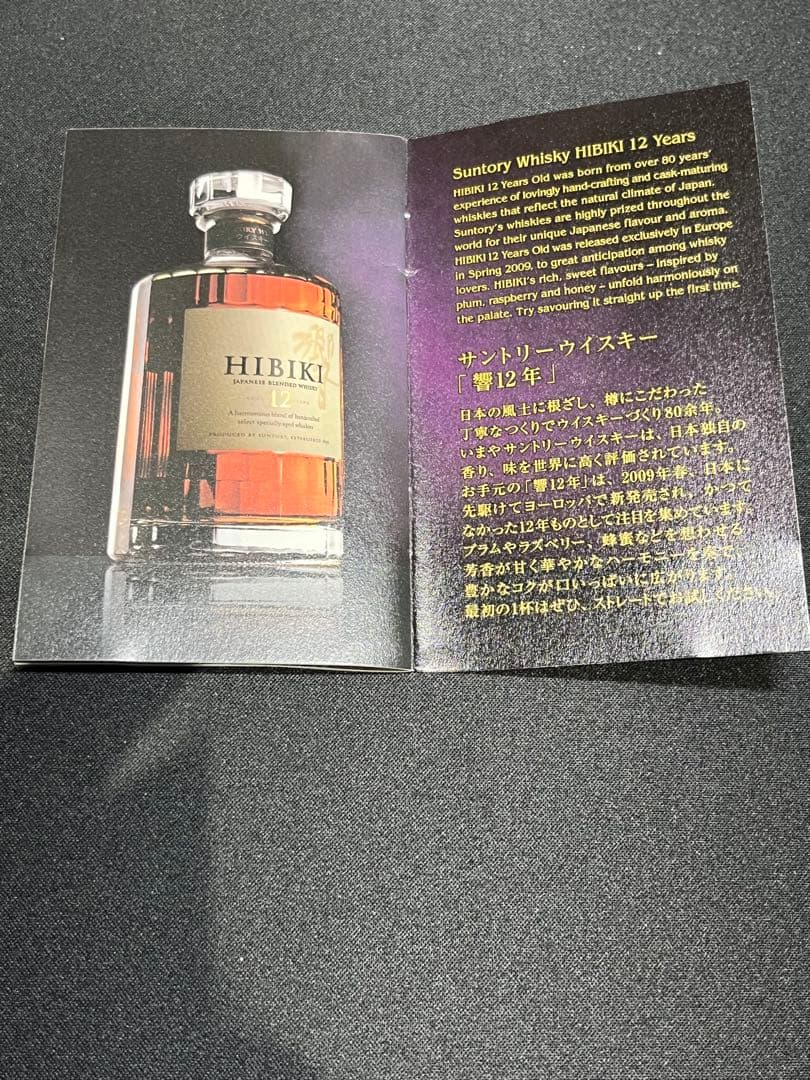 HIBIKI
JAPANESE BLENDED WHISKY
12 YEARS
A harmonious blend of handcrafted
select specially-aged whiskies
PRODUCED BY SUNTORY, ESTABLISHED
Suntory Whisky HIBIKI 12 Years
HIBIKI 12 Years Old was born from over 80 years'
experience of lovingly hand-crafting and cask-maturing
whiskies that reflect the natural climate of Japan.
Suntory's whiskies are highly prized throughout the
world for their unique Japanese flavour and aroma.
HIBIKI 12 Years Old was released exclusively in Europe
in Spring 2009, to great anticipation among whisky
lovers. HIBIKI's rich, sweet flavours – inspired by
plum, raspberry and honey – unfold harmoniously on
the palate. Try savouring it straight up the first time.
サントリーウイスキー
「響12年」
日本の風土に根ざし、樽にこだわった
丁寧なつくりでウイスキーづくり80余年。
いまやサントリーウイスキーは、日本独自の
香り、味を世界に高く評価されています。
お手元の「響12年」は、2009年春、日本に
先駆けてヨーロッパで新発売され、かつて
なかった12年ものとして注目を集めています。
プラムやラズベリー、蜂蜜などを想わせる
芳香が甘く華やかなハーモニーを奏で、
豊かなコクが口いっぱいに広がります。
最初の1杯はぜひ、ストレートでお試しください。